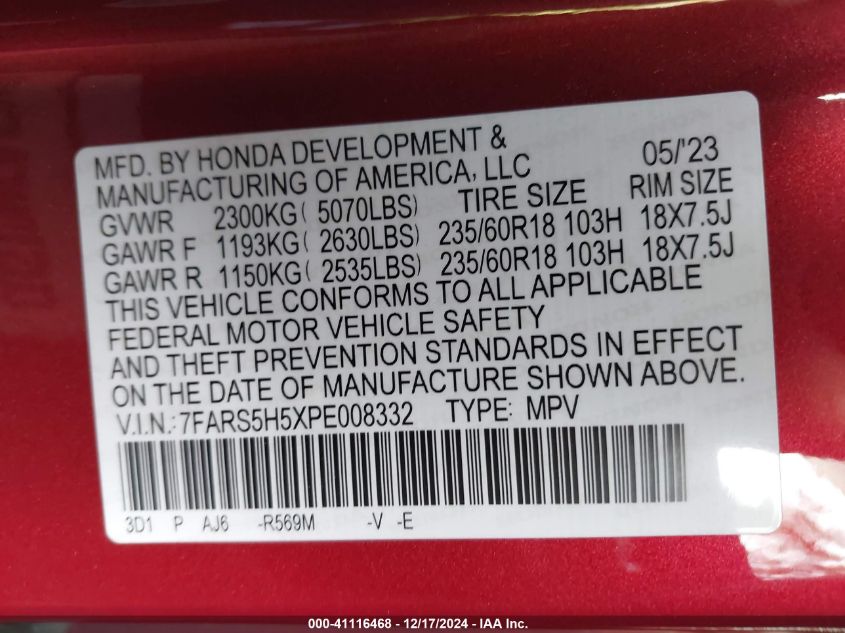 MFD. BY HONDA DEVELOPMENT & 05/'23
MANUFACTURING OF AMERICA, LLC
TIRE SIZE RIM SIZE
GVWR 2300KG( 5070LBS)
GAWR F 1193KG( 2630LBS) 235/60R18 103H 18X7.5J
GAWR R 1150KG( 2535LBS) 235/60R18 103H 18X7.5J
THIS VEHICLE CONFORMS TO ALL APPLICABLE
FEDERAL MOTOR VEHICLE SAFETY
AND THEFT PREVENTION STANDARDS IN EFFECT
ON THE DATE OF MANUFACTURE SHOWN ABOVE.
V.I.N.: 7FARS5H5XPE008332 TYPE: MPV
3D1 P AJ6 -R569M -V -E
000-41116468 - 12/17/2024 - IAA Inc.